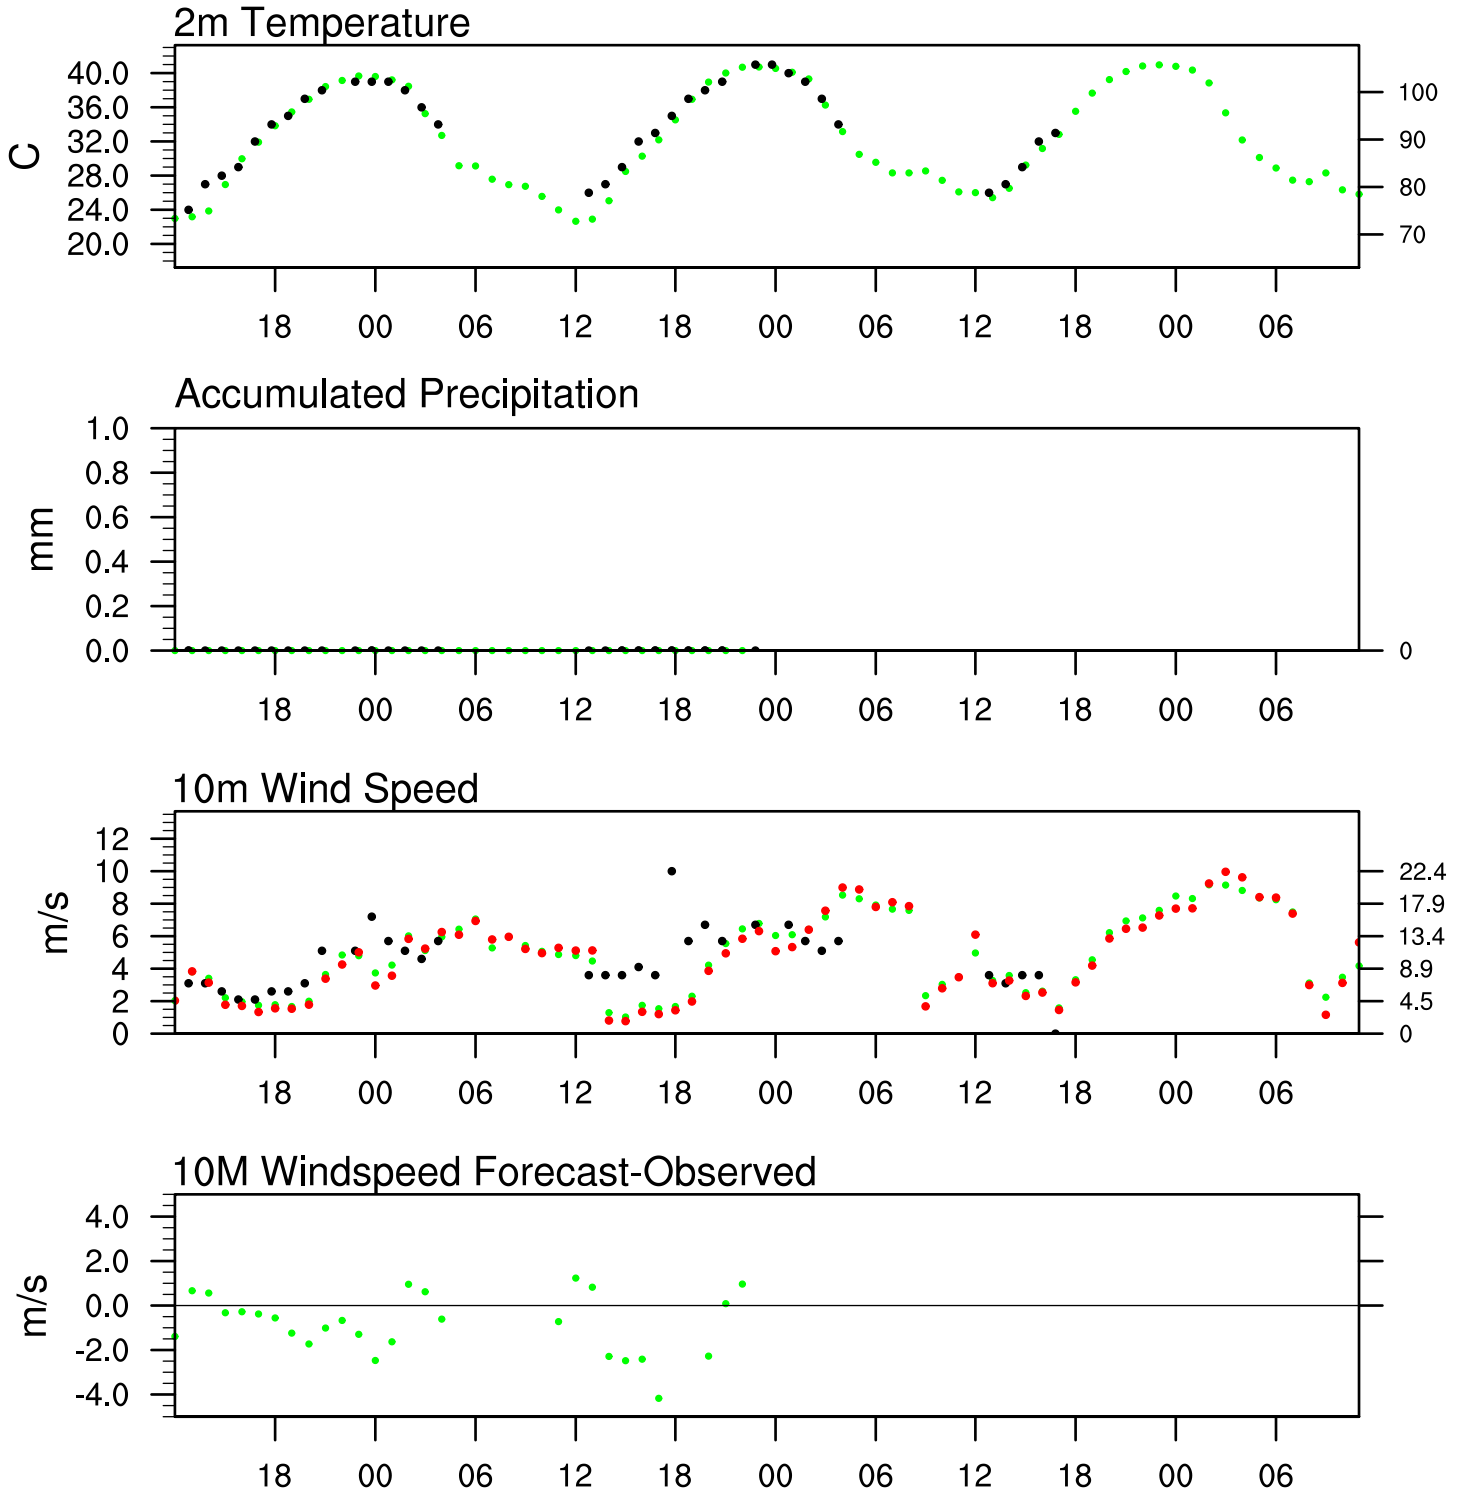 2m Temperature
40.0
36.0
32.0
28.0
24.0
20.0
C
100
90
80
70
18 00 06 12 18 00 06 12 18 00 06
Accumulated Precipitation
1.0
0.8
0.6
0.4
0.2
0.0
mm
0
18 00 06 12 18 00 06 12 18 00 06
10m Wind Speed
12
10
8
6
4
2
0
m/s
22.4
17.9
13.4
8.9
4.5
0
18 00 06 12 18 00 06 12 18 00 06
10M Windspeed Forecast-Observed
4.0
2.0
0.0
-2.0
-4.0
m/s
18 00 06 12 18 00 06 12 18 00 06